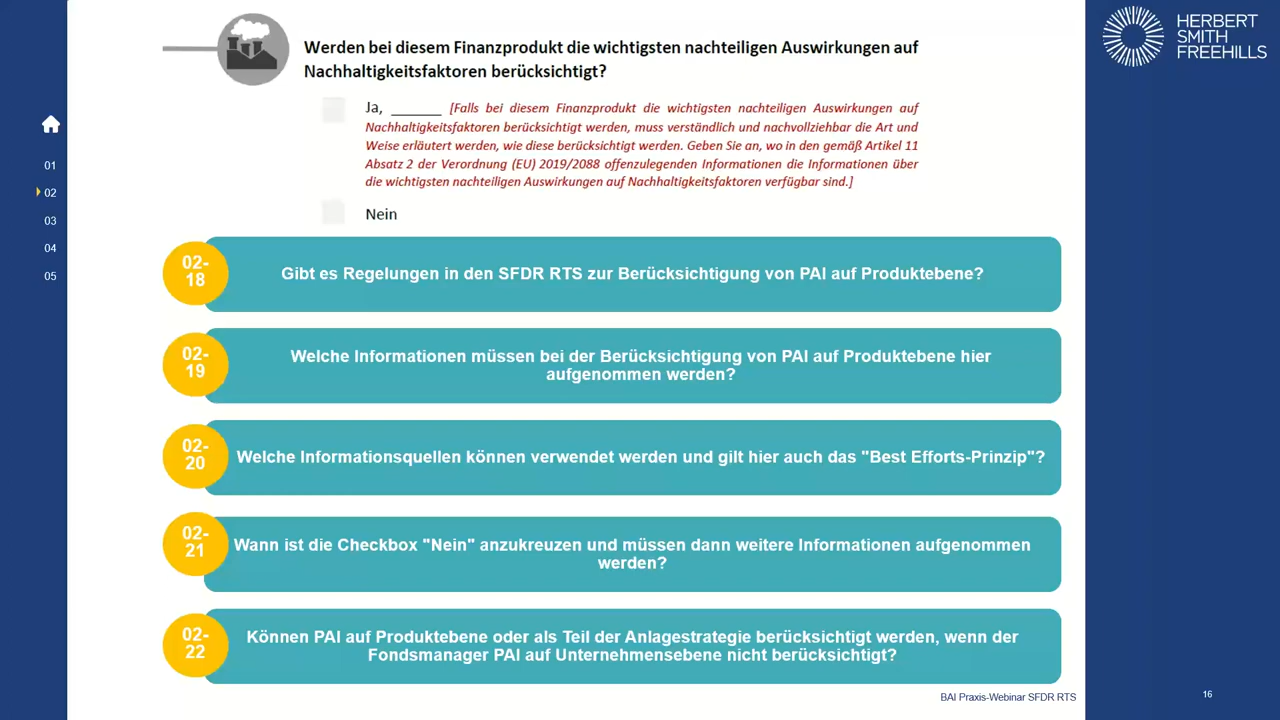 HERBERT
SMITH
FREEHILLS
Werden bei diesem Finanzprodukt die wichtigsten nachteiligen Auswirkungen auf
Nachhaltigkeitsfaktoren berücksichtigt?
Ja, _______ [Falls bei diesem Finanzprodukt die wichtigsten nachteiligen Auswirkungen auf
Nachhaltigkeitsfaktoren berücksichtigt werden, muss verständlich und nachvollziehbar die Art und
Weise erläutert werden, wie diese berücksichtigt werden. Geben Sie an, wo in den gemäß Artikel 11
Absatz 2 der Verordnung (EU) 2019/2088 offenzulegenden Informationen die Informationen über
die wichtigsten nachteiligen Auswirkungen auf Nachhaltigkeitsfaktoren verfügbar sind.]
Nein
01
02
03
04
05
02-
18
Gibt es Regelungen in den SFDR RTS zur Berücksichtigung von PAI auf Produktebene?
02-
19
Welche Informationen müssen bei der Berücksichtigung von PAI auf Produktebene hier
aufgenommen werden?
02-
20
Welche Informationsquellen können verwendet werden und gilt hier auch das "Best Efforts-Prinzip"?
02-
21
Wann ist die Checkbox "Nein" anzukreuzen und müssen dann weitere Informationen aufgenommen
werden?
02-
22
Können PAI auf Produktebene oder als Teil der Anlagestrategie berücksichtigt werden, wenn der
Fondsmanager PAI auf Unternehmensebene nicht berücksichtigt?
BAI Praxis-Webinar SFDR RTS
16